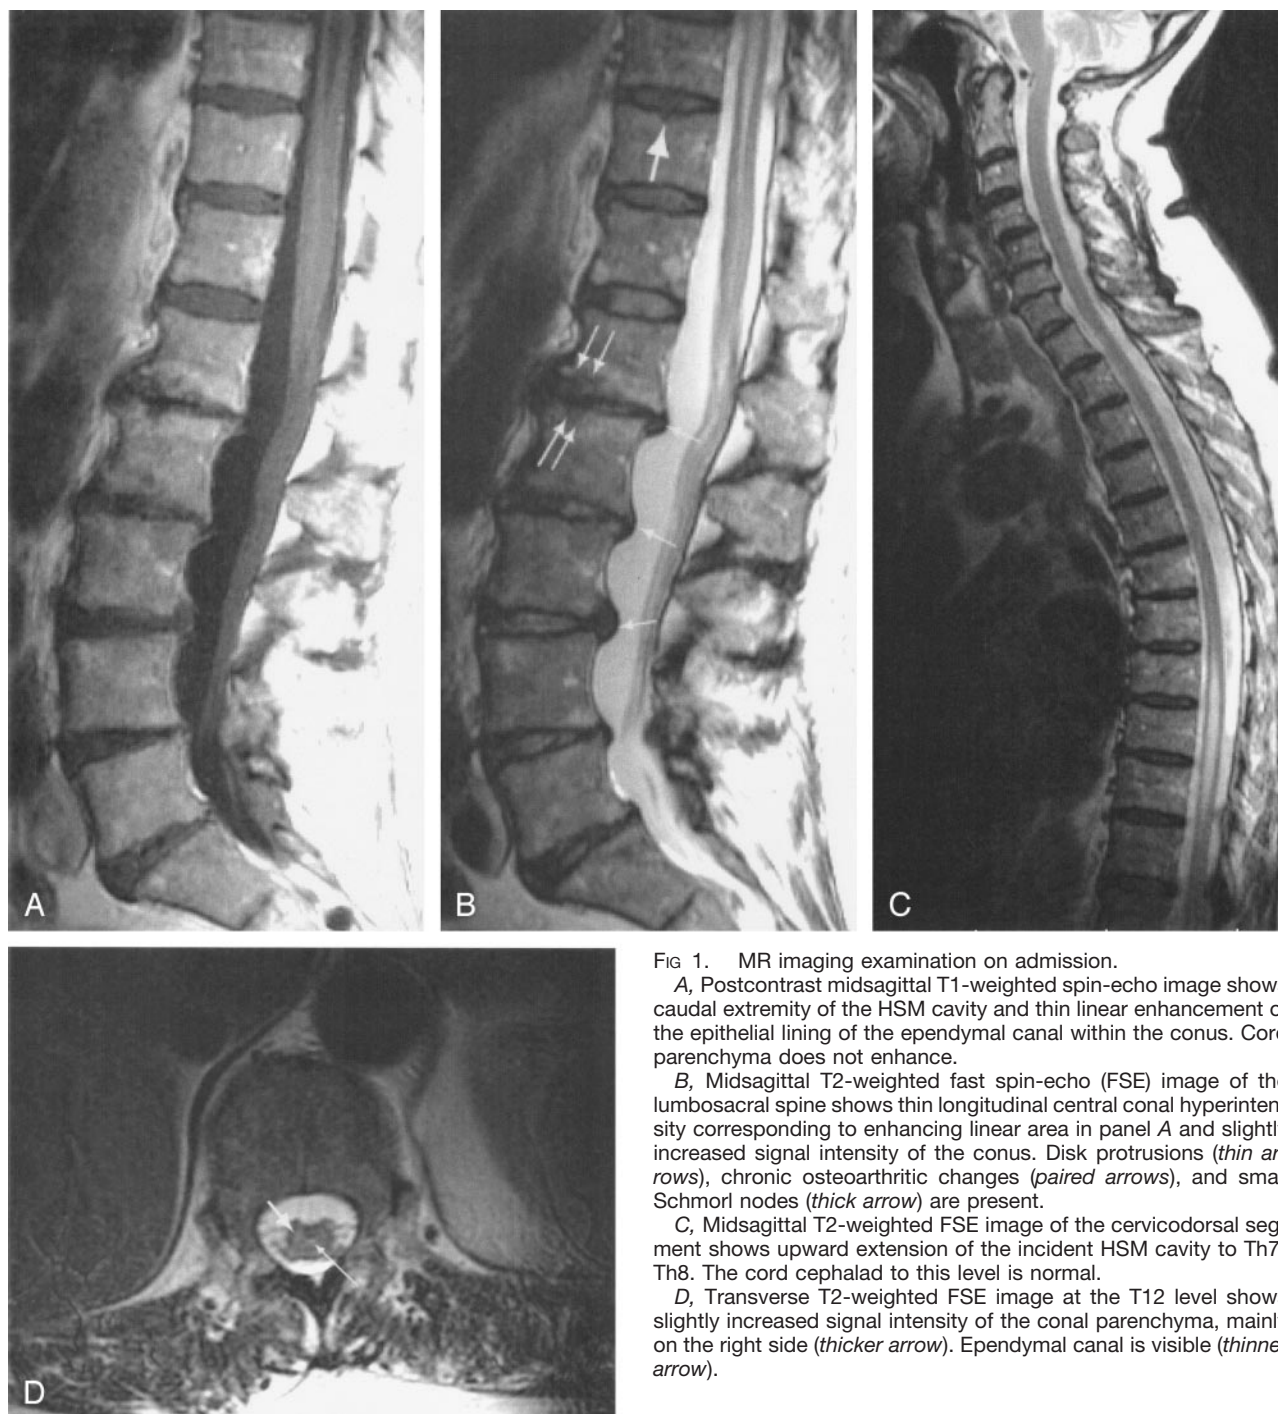 A
B
C
D
FIG 1. MR imaging examination on admission.
A, Postcontrast midsagittal T1-weighted spin-echo image show
caudal extremity of the HSM cavity and thin linear enhancement o
the epithelial lining of the ependymal canal within the conus. Cor
parenchyma does not enhance.
B, Midsagittal T2-weighted fast spin-echo (FSE) image of the
lumbosacral spine shows thin longitudinal central conal hyperinten
sity corresponding to enhancing linear area in panel A and slightly
increased signal intensity of the conus. Disk protrusions (thin ar
rows), chronic osteoarthritic changes (paired arrows), and smal
Schmorl nodes (thick arrow) are present.
C, Midsagittal T2-weighted FSE image of the cervicodorsal seg
ment shows upward extension of the incident HSM cavity to Th7
Th8. The cord cephalad to this level is normal.
D, Transverse T2-weighted FSE image at the T12 level show
slightly increased signal intensity of the conal parenchyma, mainly
on the right side (thicker arrow). Ependymal canal is visible (thinne
arrow).